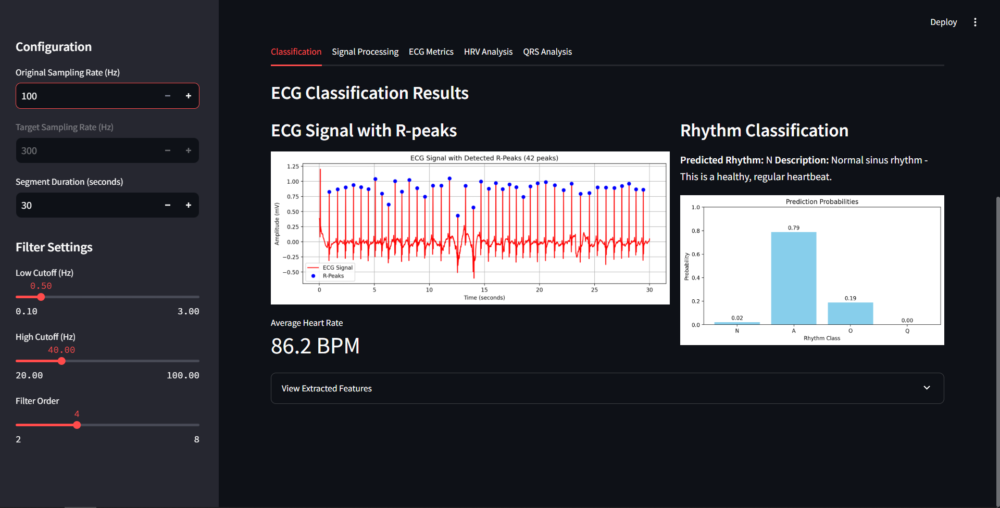 Deploy
Configuration
Original Sampling Rate (Hz)
100
Target Sampling Rate (Hz)
300
Segment Duration (seconds)
30
Filter Settings
Low Cutoff (Hz)
0.50
0.10 3.00
High Cutoff (Hz)
40.00
20.00 100.00
Filter Order
4
2 8
Classification Signal Processing ECG Metrics HRV Analysis QRS Analysis
ECG Classification Results
ECG Signal with R-peaks
ECG Signal with Detected R-Peaks (42 peaks)
1.25
1.00
0.75
0.50
0.25
0.00
−0.25
−0.50
Amplitude (mV)
ECG Signal
R-Peaks
0 5 10 15 20 25 30
Time (seconds)
Average Heart Rate
86.2 BPM
Rhythm Classification
Predicted Rhythm: N Description: Normal sinus rhythm -
This is a healthy, regular heartbeat.
Prediction Probabilities
1.0
0.8
0.6
0.4
0.2
0.0
Probability
0.02
0.79
0.19
0.00
N A O Q
Rhythm Class
View Extracted Features